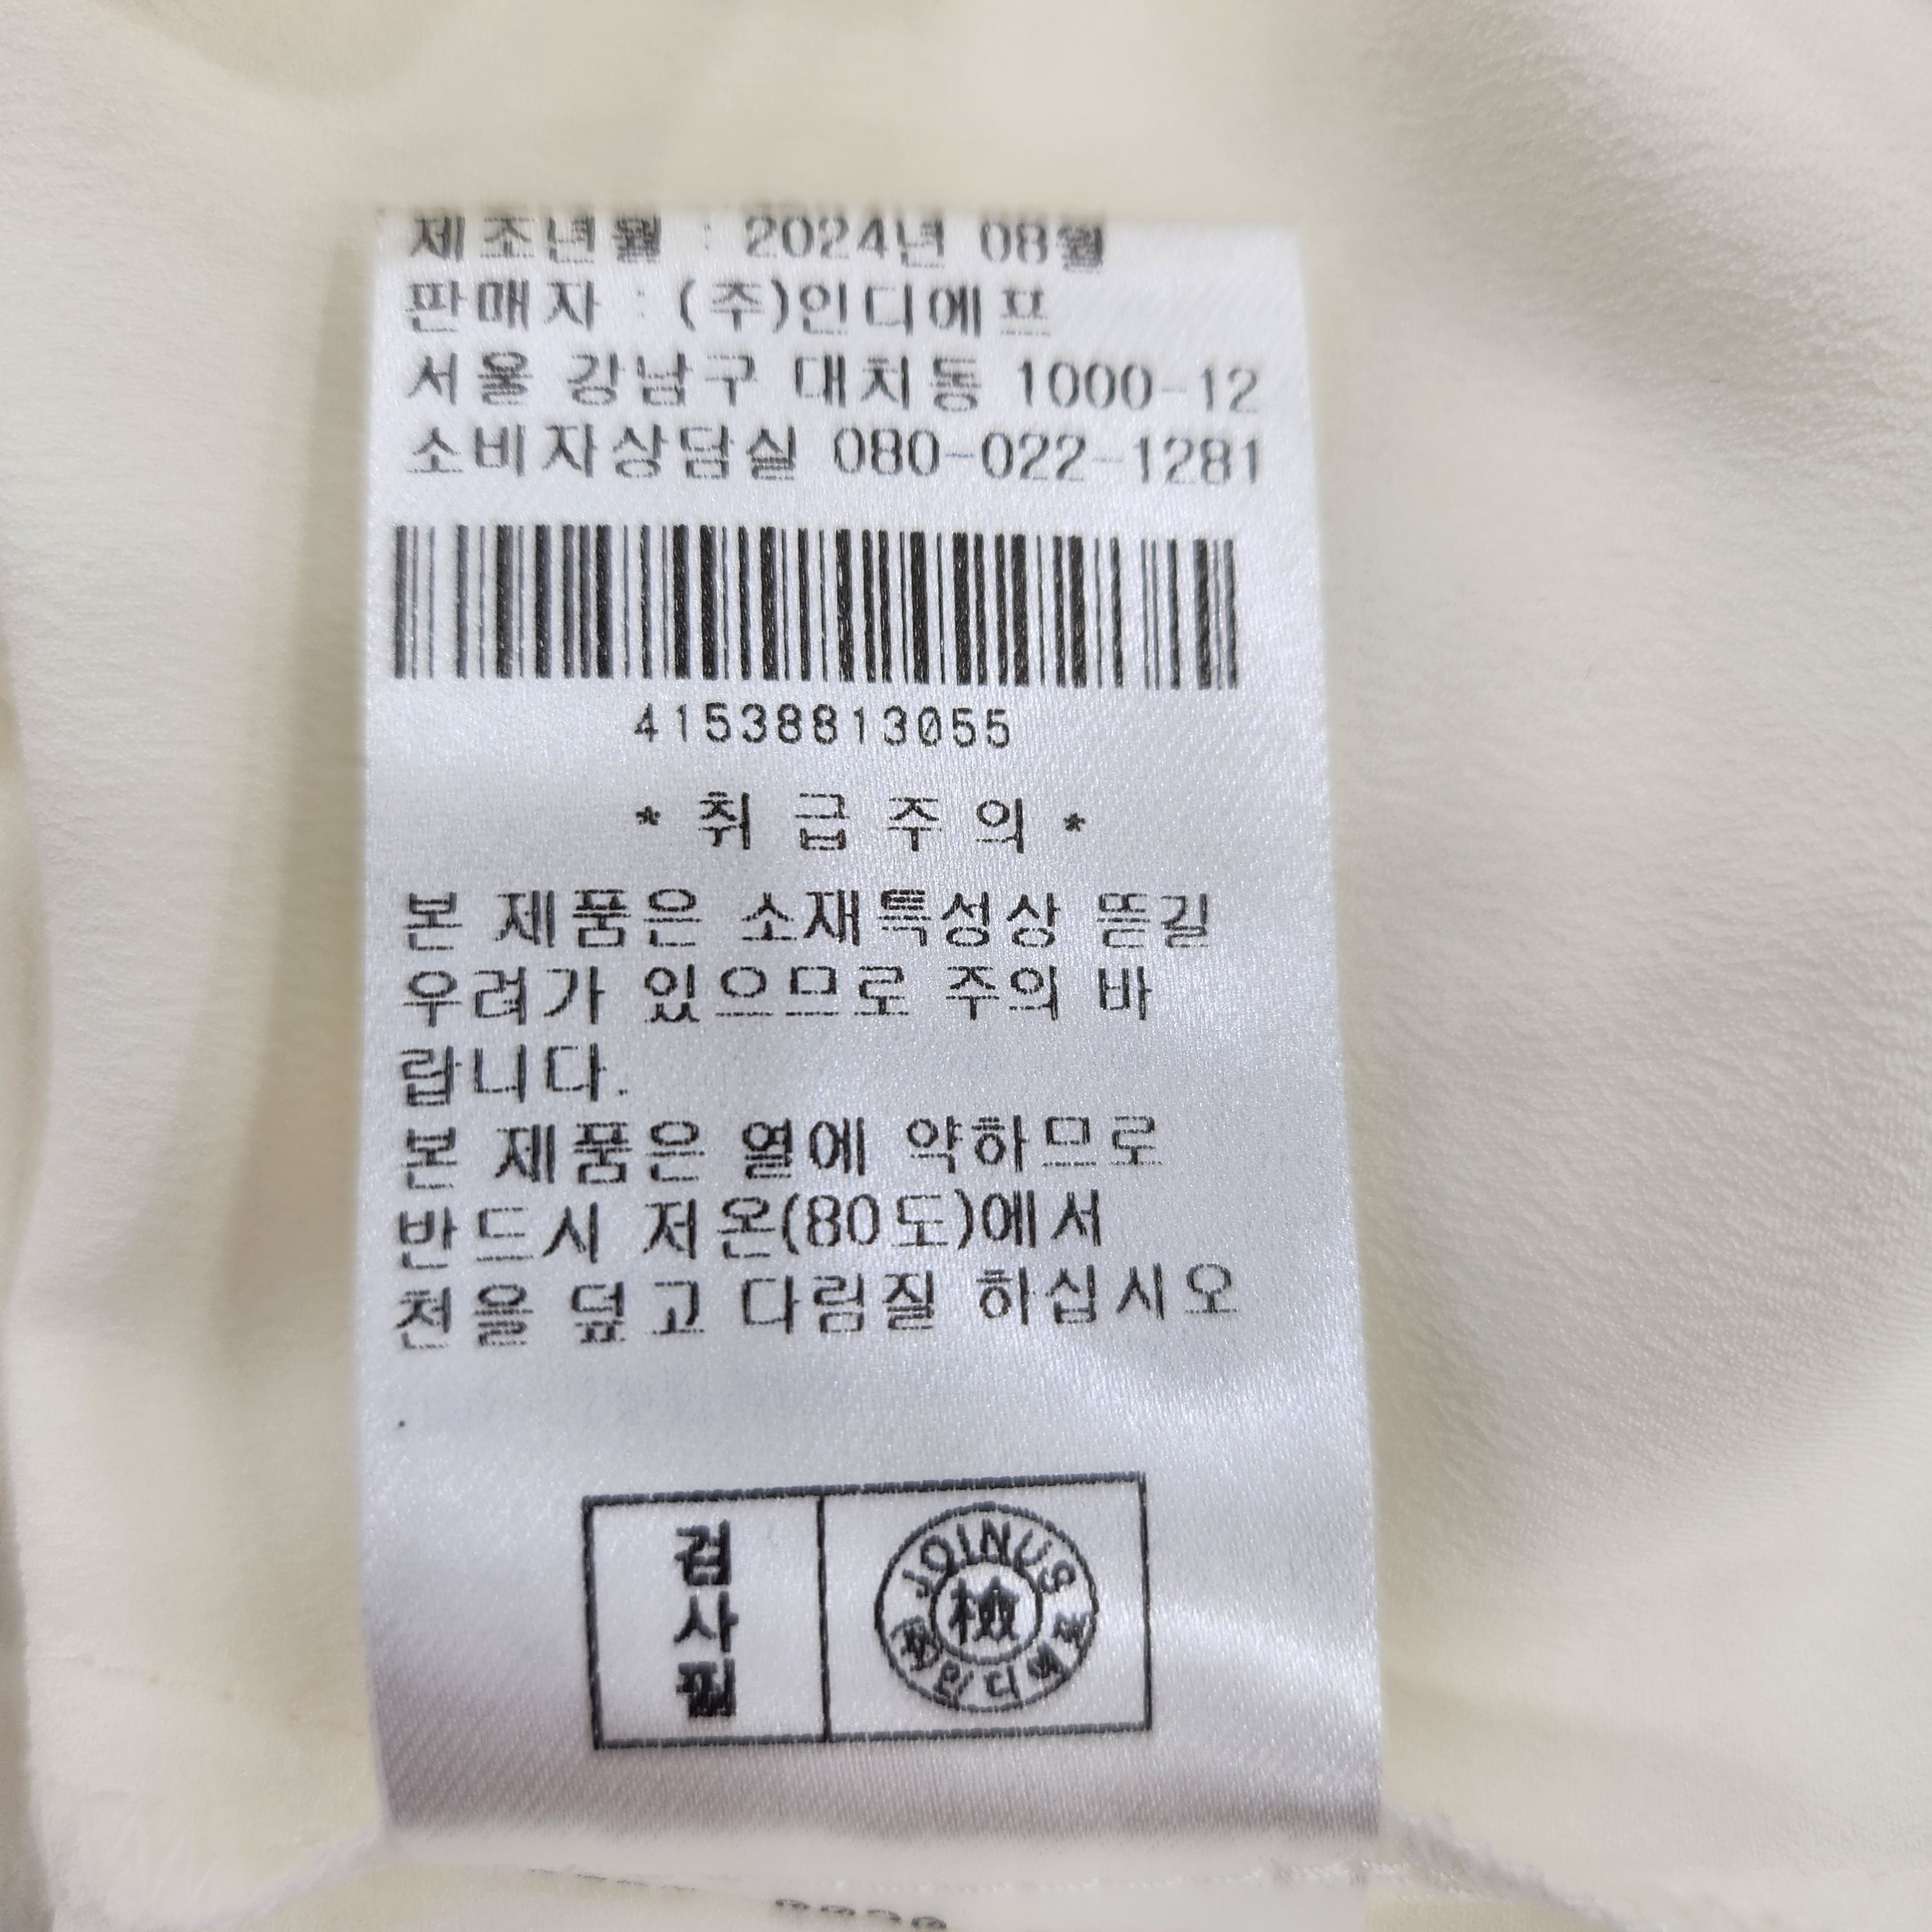 제조년월 : 2024년 08월
판매자 : (주)인디에프
서울 강남구 대치동 1000-12
소비자상담실 080-022-1281
41538813055
* 취 급 주 의 *
본 제품은 소재특성상 뜯길
우려가 있으므로 주의 바
랍니다.
본 제품은 열에 약하므로
반드시 저온(80도)에서
천을 덮고 다림질 하십시오
.
검
사
필
JOINUS
檢
㈜인디에프